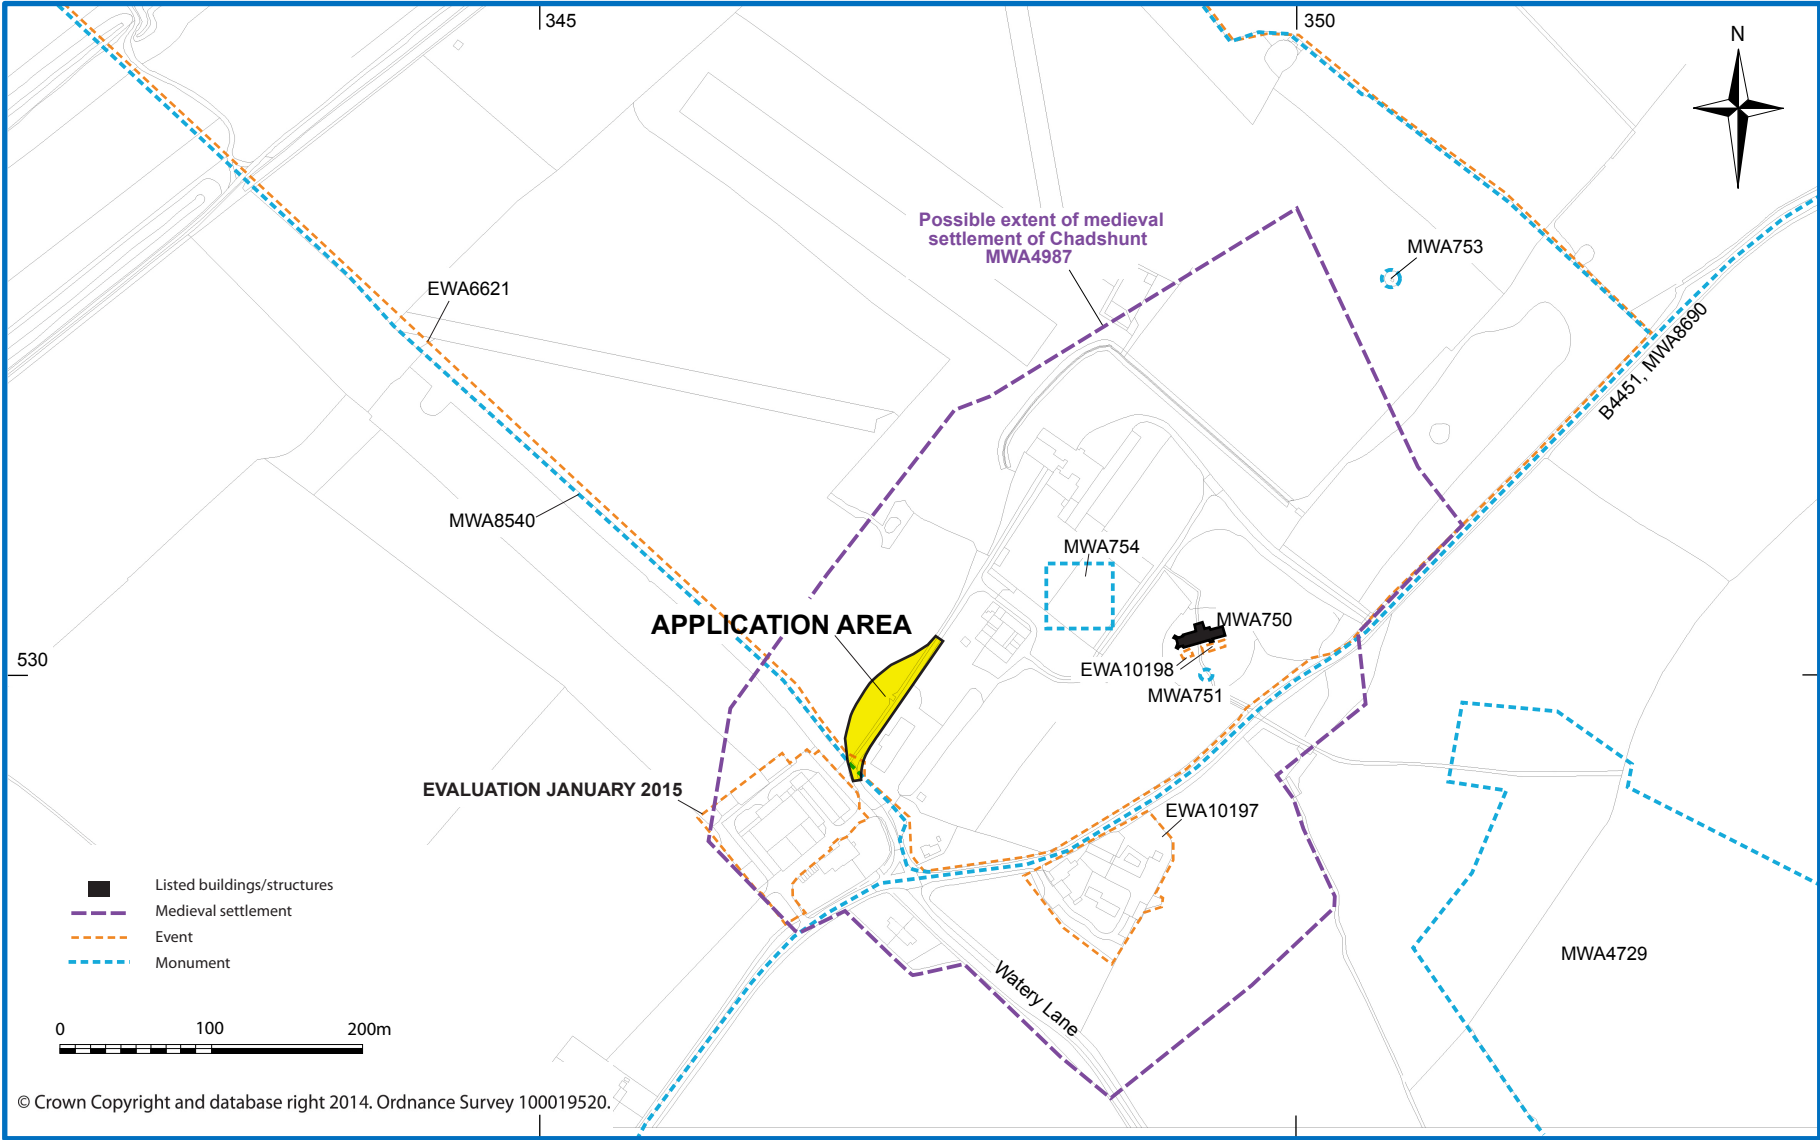 345
350
N
Possible extent of medieval
settlement of Chadshunt
MWA4987
MWA753
EWA6621
B4451, MWA8690
MWA8540
MWA754
APPLICATION AREA
MWA750
530
EWA10198
MWA751
EVALUATION JANUARY 2015
EWA10197
Listed buildings/structures
Medieval settlement
Event
Monument
MWA4729
Watery Lane
0 100 200m
© Crown Copyright and database right 2014. Ordnance Survey 100019520.